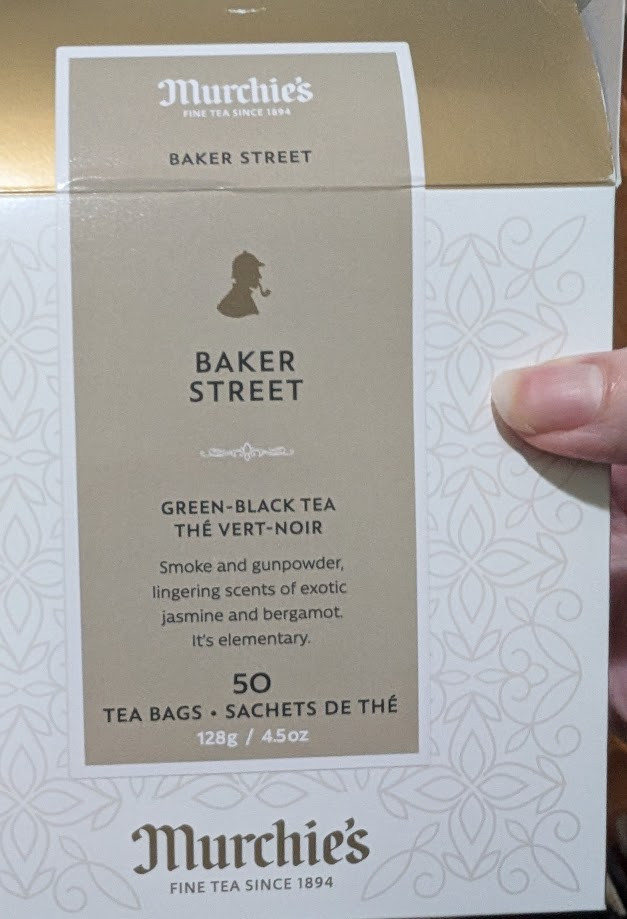 Murchie's
FINE TEA SINCE 1894
BAKER STREET
BAKER
STREET
GREEN-BLACK TEA
THÉ VERT-NOIR
Smoke and gunpowder,
lingering scents of exotic
jasmine and bergamot.
It's elementary.
50
TEA BAGS • SACHETS DE THÉ
128g / 4.5oz
Murchie's
FINE TEA SINCE 1894